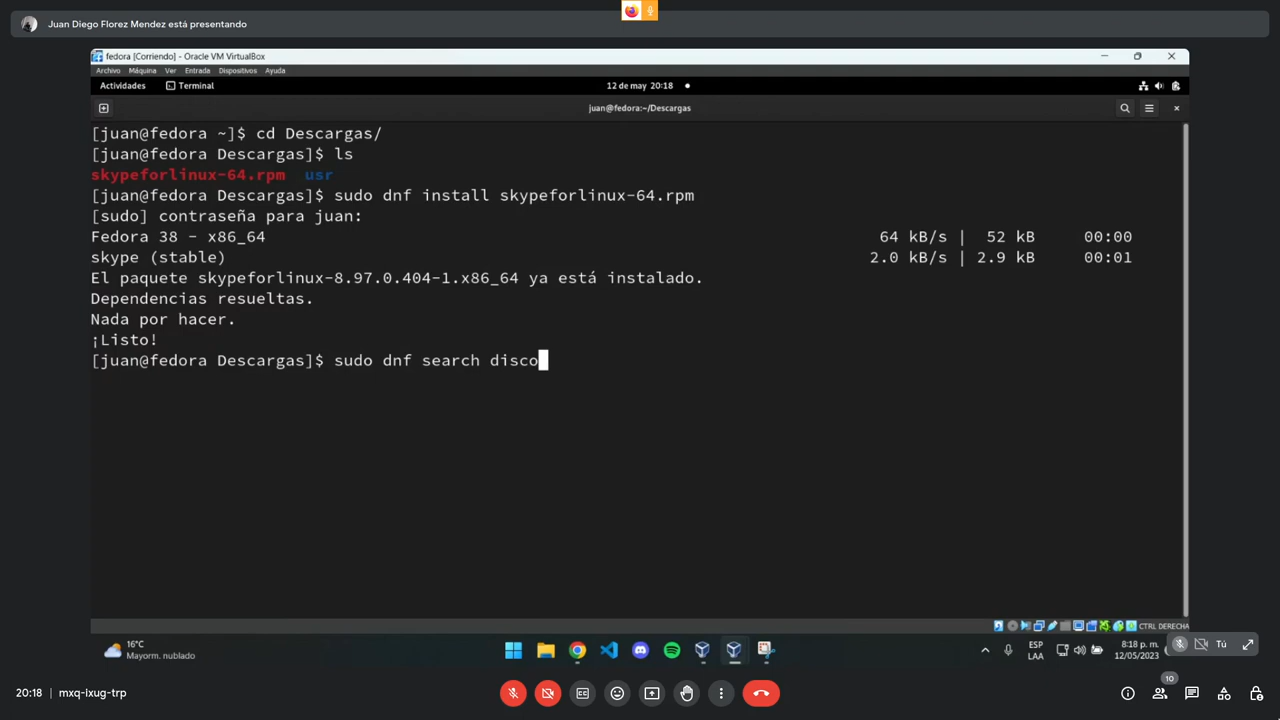 Juan Diego Florez Mendez está presentando
fedora [Corriendo] - Oracle VM VirtualBox
Archivo Máquina Ver Entrada Dispositivos Ayuda
Actividades Terminal 12 de may 20:18
juan@fedora:~/Descargas
[juan@fedora ~]$ cd Descargas/
[juan@fedora Descargas]$ ls
skypeforlinux-64.rpm usr
[juan@fedora Descargas]$ sudo dnf install skypeforlinux-64.rpm
[sudo] contraseña para juan:
Fedora 38 - x86_64 64 kB/s | 52 kB 00:00
skype (stable) 2.0 kB/s | 2.9 kB 00:01
El paquete skypeforlinux-8.97.0.404-1.x86_64 ya está instalado.
Dependencias resueltas.
Nada por hacer.
¡Listo!
[juan@fedora Descargas]$ sudo dnf search disco
CTRL DERECHA
16°C
Mayorm. nublado
ESP
LAA
8:18 p. m.
12/05/2023
Tú
20:18 | mxq-ixug-trp
10